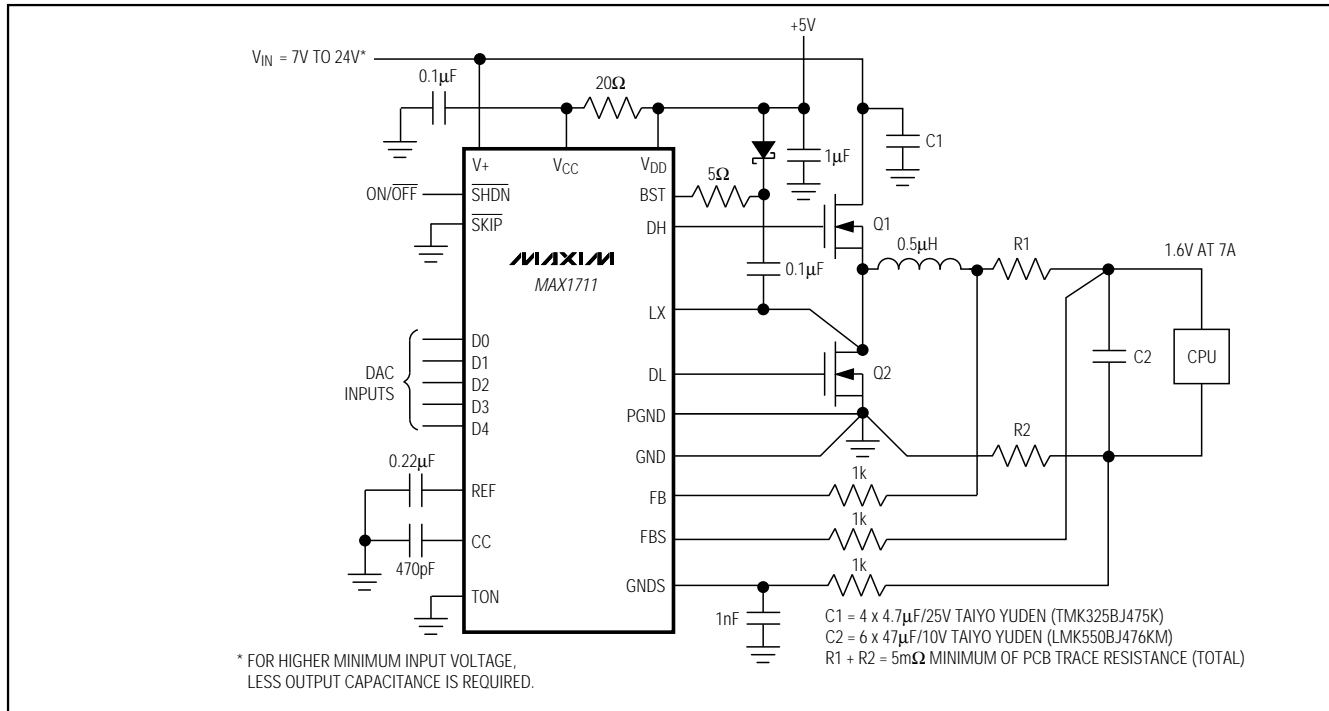 +5V
VIN = 7V TO 24V*
0.1μF
20Ω
C1
V+
VCC
VDD
1μF
5Ω
ON/OFF
SHDN
BST
SKIP
DH
Q1
MAXIM
MAX1711
0.5μH
R1
1.6V AT 7A
0.1μF
LX
D0
D1
D2
D3
D4
DAC
INPUTS
DL
Q2
C2
CPU
PGND
R2
GND
0.22μF
REF
1k
FB
1k
FBS
CC
470pF
1k
GNDS
TON
1nF
C1 = 4 x 4.7μF/25V TAIYO YUDEN (TMK325BJ475K)
C2 = 6 x 47μF/10V TAIYO YUDEN (LMK550BJ476KM)
R1 + R2 = 5mΩ MINIMUM OF PCB TRACE RESISTANCE (TOTAL)
* FOR HIGHER MINIMUM INPUT VOLTAGE,
LESS OUTPUT CAPACITANCE IS REQUIRED.